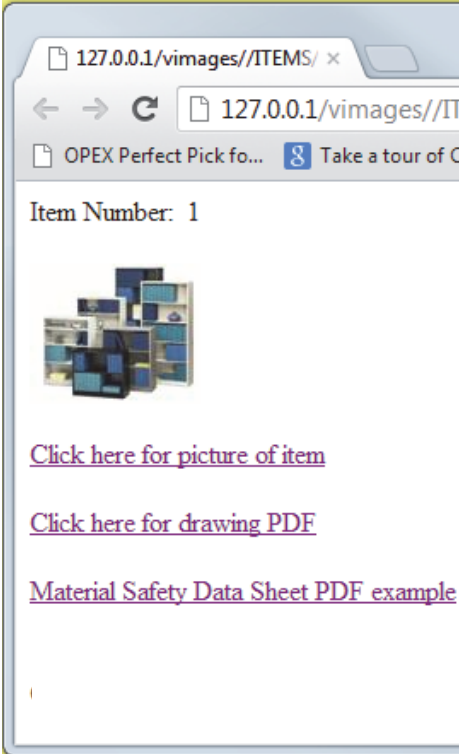 127.0.0.1/vimages//ITEMS/
127.0.0.1/vimages//IT
OPEX Perfect Pick fo...
8 Take a tour of C
Item Number: 1
Click here for picture of item
Click here for drawing PDF
Material Safety Data Sheet PDF example